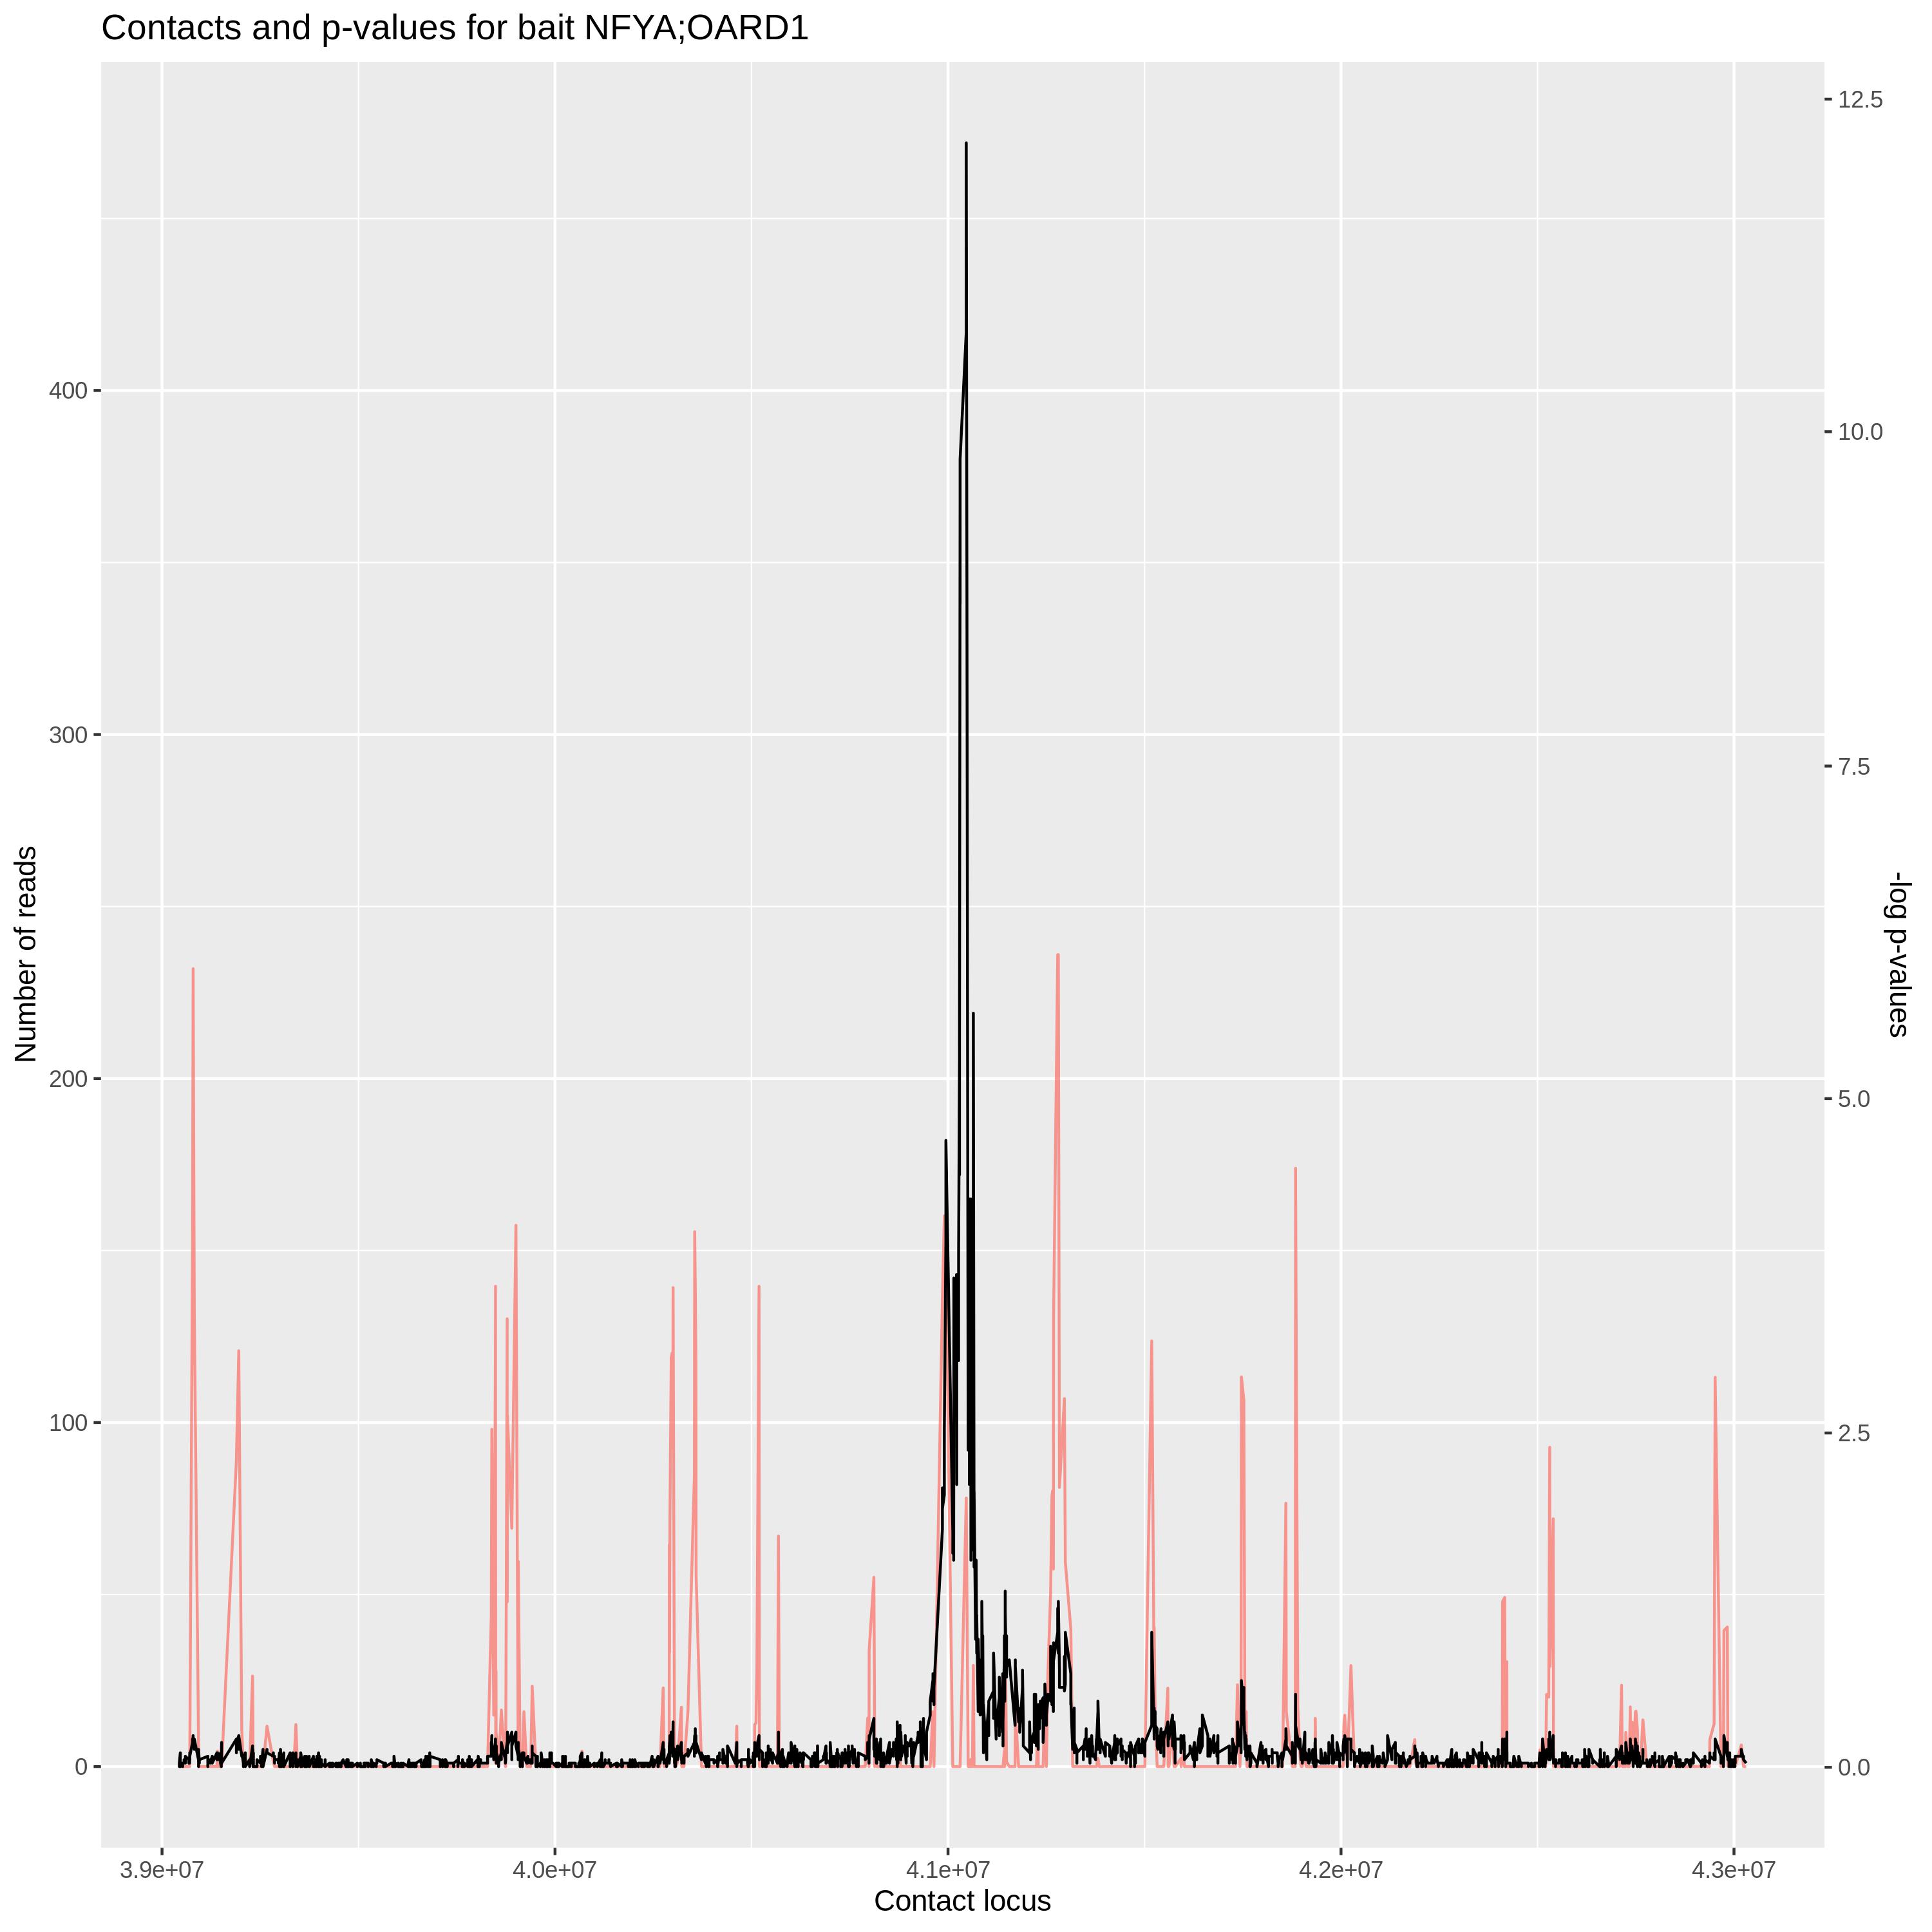 Contacts and p-values for bait NFYA;OARD1
Number of reads
400
300
200
100
0
12.5
10.0
7.5
5.0
2.5
0.0
-log p-values
3.9e+07 4.0e+07 4.1e+07 4.2e+07 4.3e+07
Contact locus